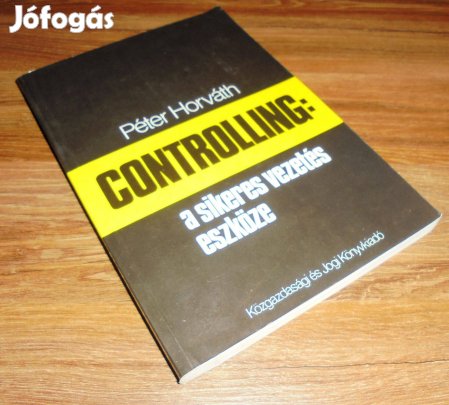 Jófogás
Péter Horváth
CONTROLLING:
a sikeres vezetés
eszköze
Közgazdasági és Jogi Könyvkiadó